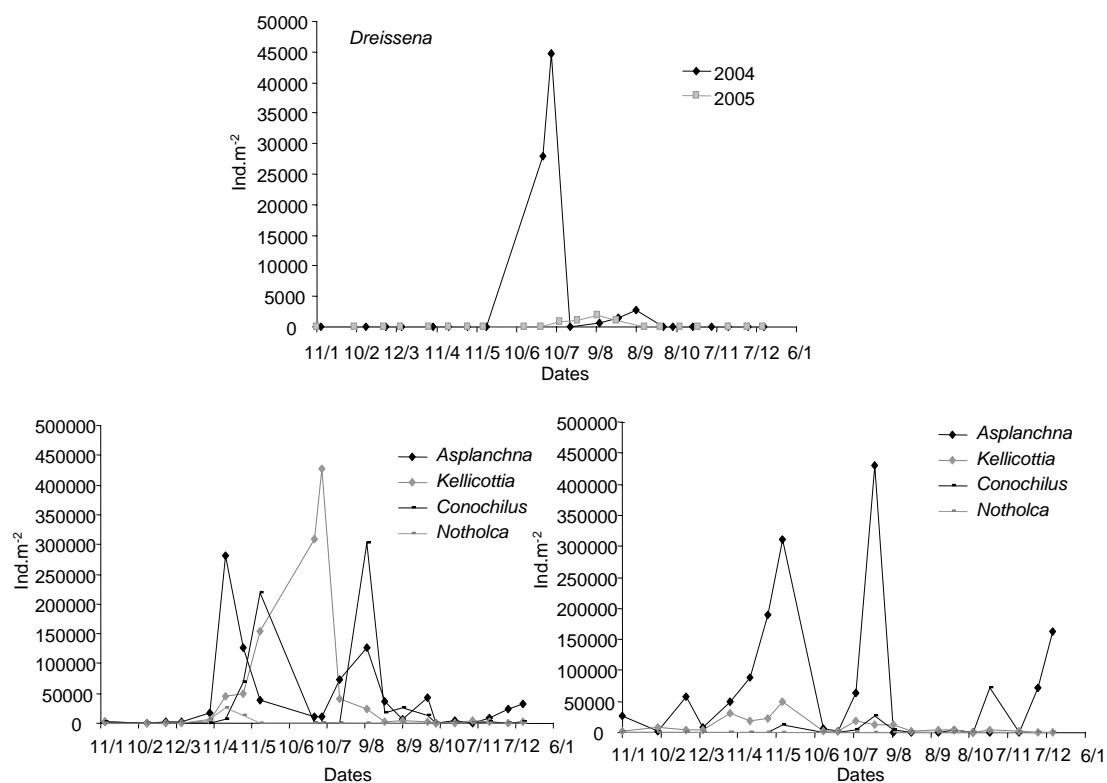 Dreissena
50000
45000
40000
35000
30000
25000
20000
15000
10000
5000
0
Ind.m-2
2004
2005
11/1 10/2 12/3 11/4 11/5 10/6 10/7 9/8 8/9 8/10 7/11 7/12 6/1
Dates
500000
450000
400000
350000
300000
250000
200000
150000
100000
50000
0
Ind.m-2
Asplanchna
Kellicottia
Conochilus
Notholca
11/1 10/2 12/3 11/4 11/5 10/6 10/7 9/8 8/9 8/10 7/11 7/12 6/1
Dates
500000
450000
400000
350000
300000
250000
200000
150000
100000
50000
0
Ind.m-2
Asplanchna
Kellicottia
Conochilus
Notholca
11/1 10/2 12/3 11/4 11/5 10/6 10/7 9/8 9/8 8/10 7/11 7/12 6/1
Dates